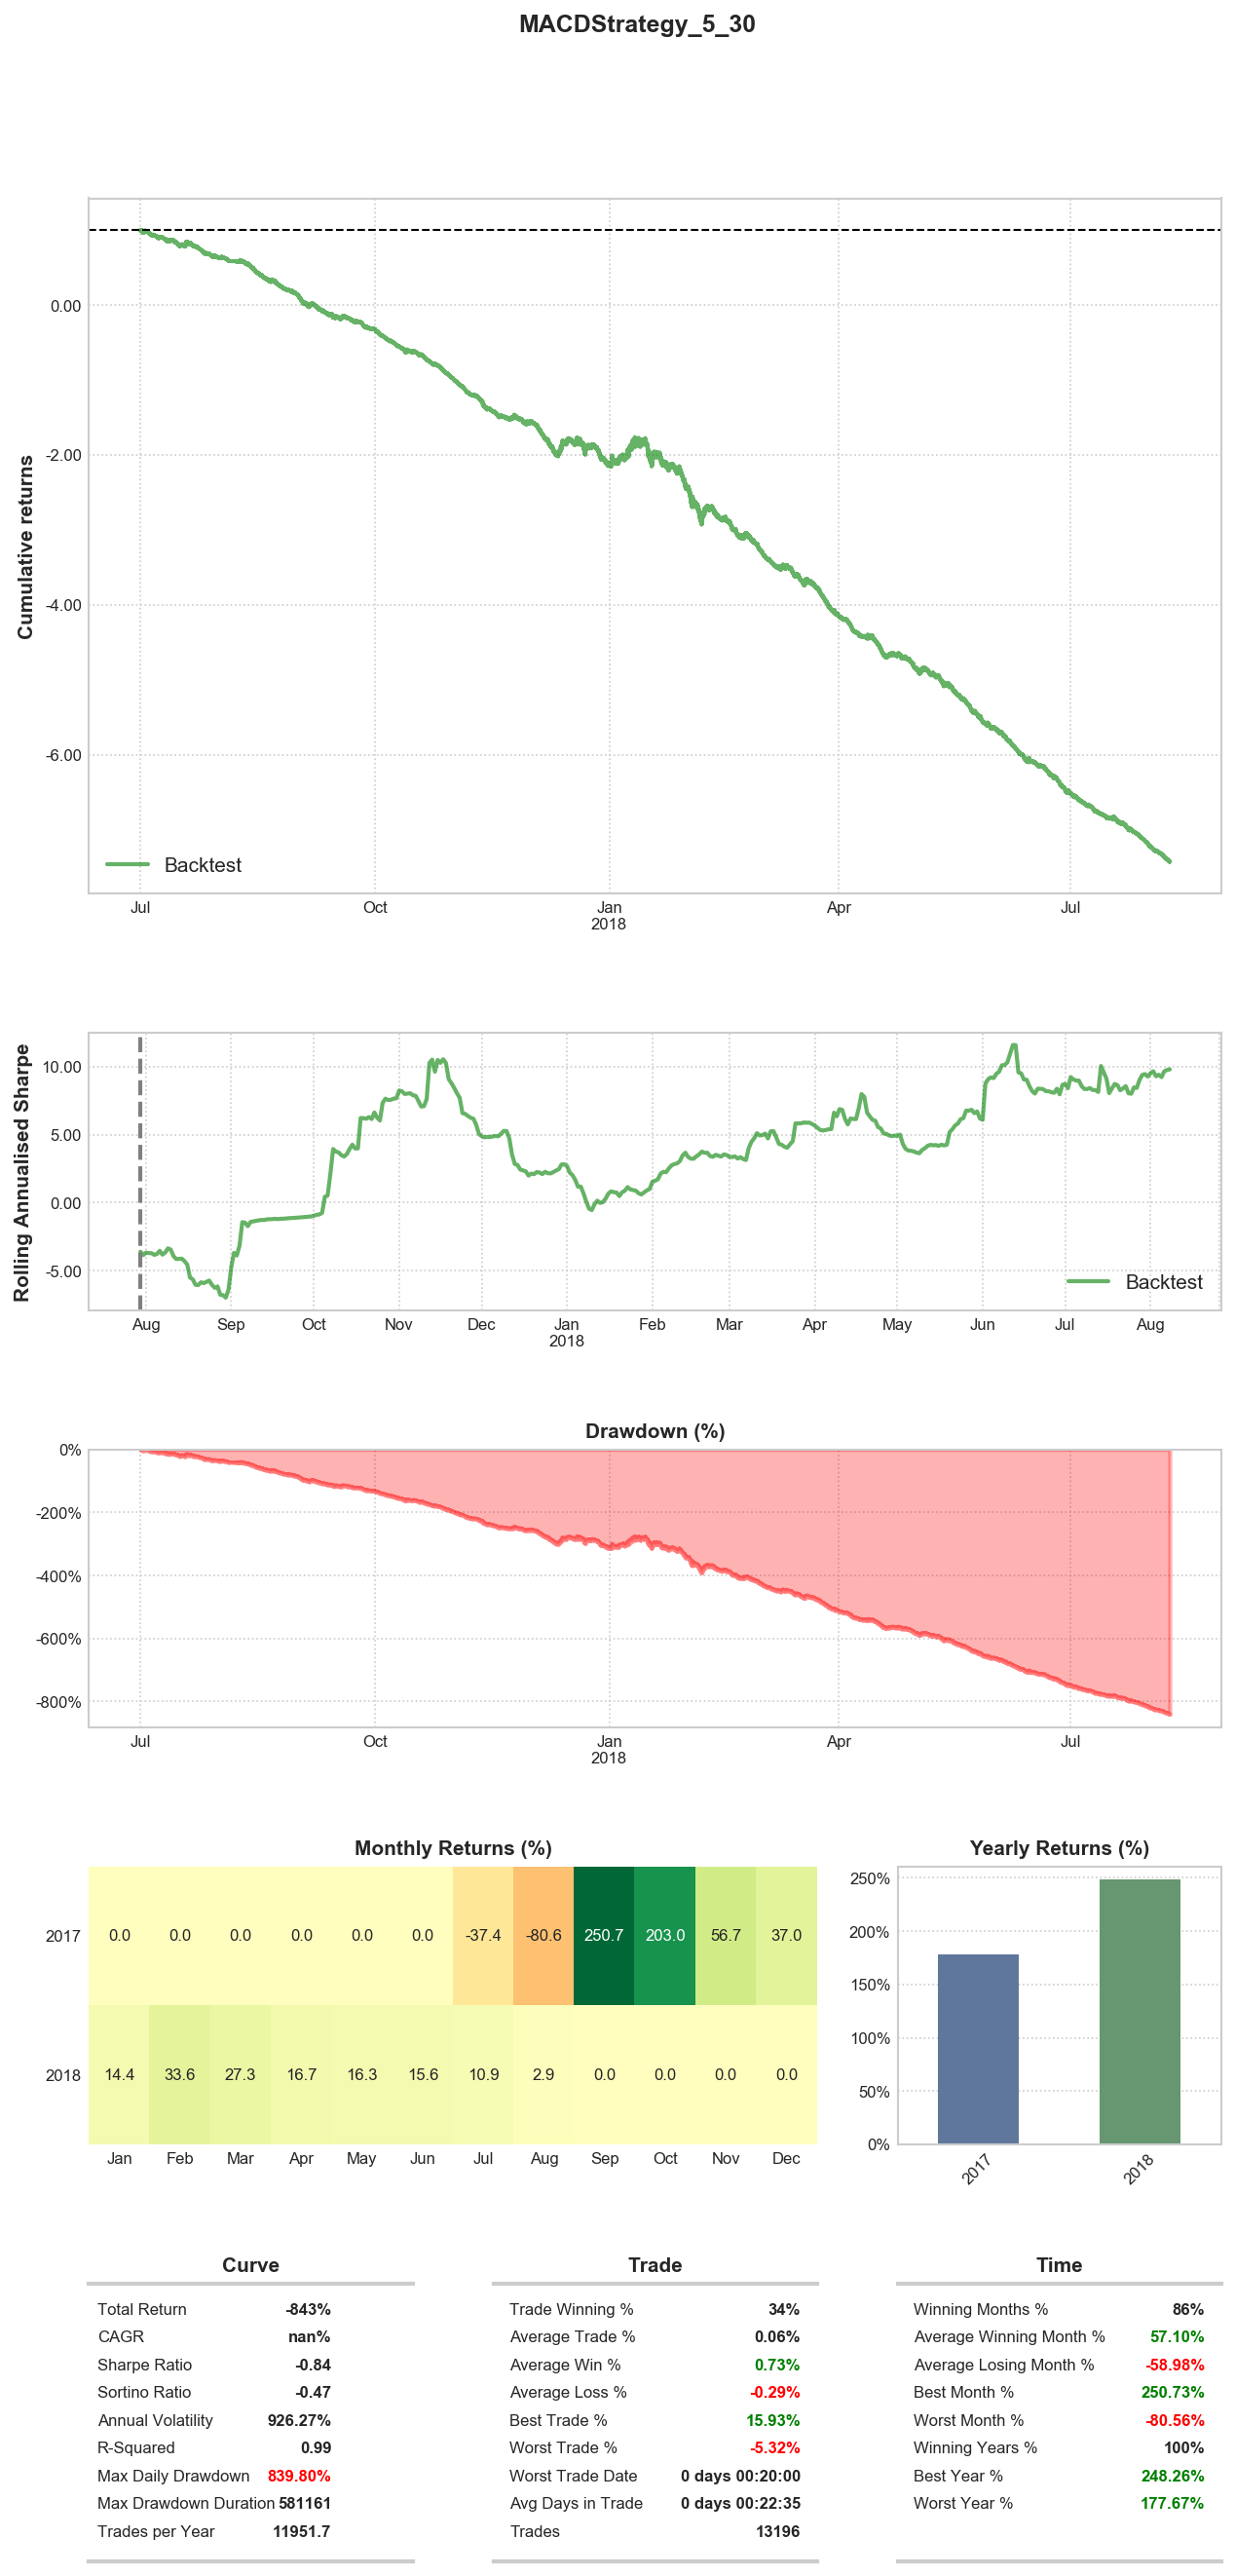 MACDStrategy_5_30
Cumulative returns
0.00
-2.00
-4.00
-6.00
Backtest
Jul Oct Jan Apr Jul
2018
Rolling Annualised Sharpe
10.00
5.00
0.00
-5.00
Backtest
Aug Sep Oct Nov Dec Jan Feb Mar Apr May Jun Jul Aug
2018
Drawdown (%)
0%
-200%
-400%
-600%
-800%
Jul Oct Jan Apr Jul
2018
Monthly Returns (%)
2017 0.0 0.0 0.0 0.0 0.0 0.0 -37.4 -80.6 250.7 203.0 56.7 37.0
2018 14.4 33.6 27.3 16.7 16.3 15.6 10.9 2.9 0.0 0.0 0.0 0.0
Jan Feb Mar Apr May Jun Jul Aug Sep Oct Nov Dec
Yearly Returns (%)
250%
200%
150%
100%
50%
0%
2017 2018
Curve
Total Return -843%
CAGR nan%
Sharpe Ratio -0.84
Sortino Ratio -0.47
Annual Volatility 926.27%
R-Squared 0.99
Max Daily Drawdown 839.80%
Max Drawdown Duration 581161
Trades per Year 11951.7
Trade
Trade Winning % 34%
Average Trade % 0.06%
Average Win % 0.73%
Average Loss % -0.29%
Best Trade % 15.93%
Worst Trade % -5.32%
Worst Trade Date 0 days 00:20:00
Avg Days in Trade 0 days 00:22:35
Trades 13196
Time
Winning Months % 86%
Average Winning Month % 57.10%
Average Losing Month % -58.98%
Best Month % 250.73%
Worst Month % -80.56%
Winning Years % 100%
Best Year % 248.26%
Worst Year % 177.67%